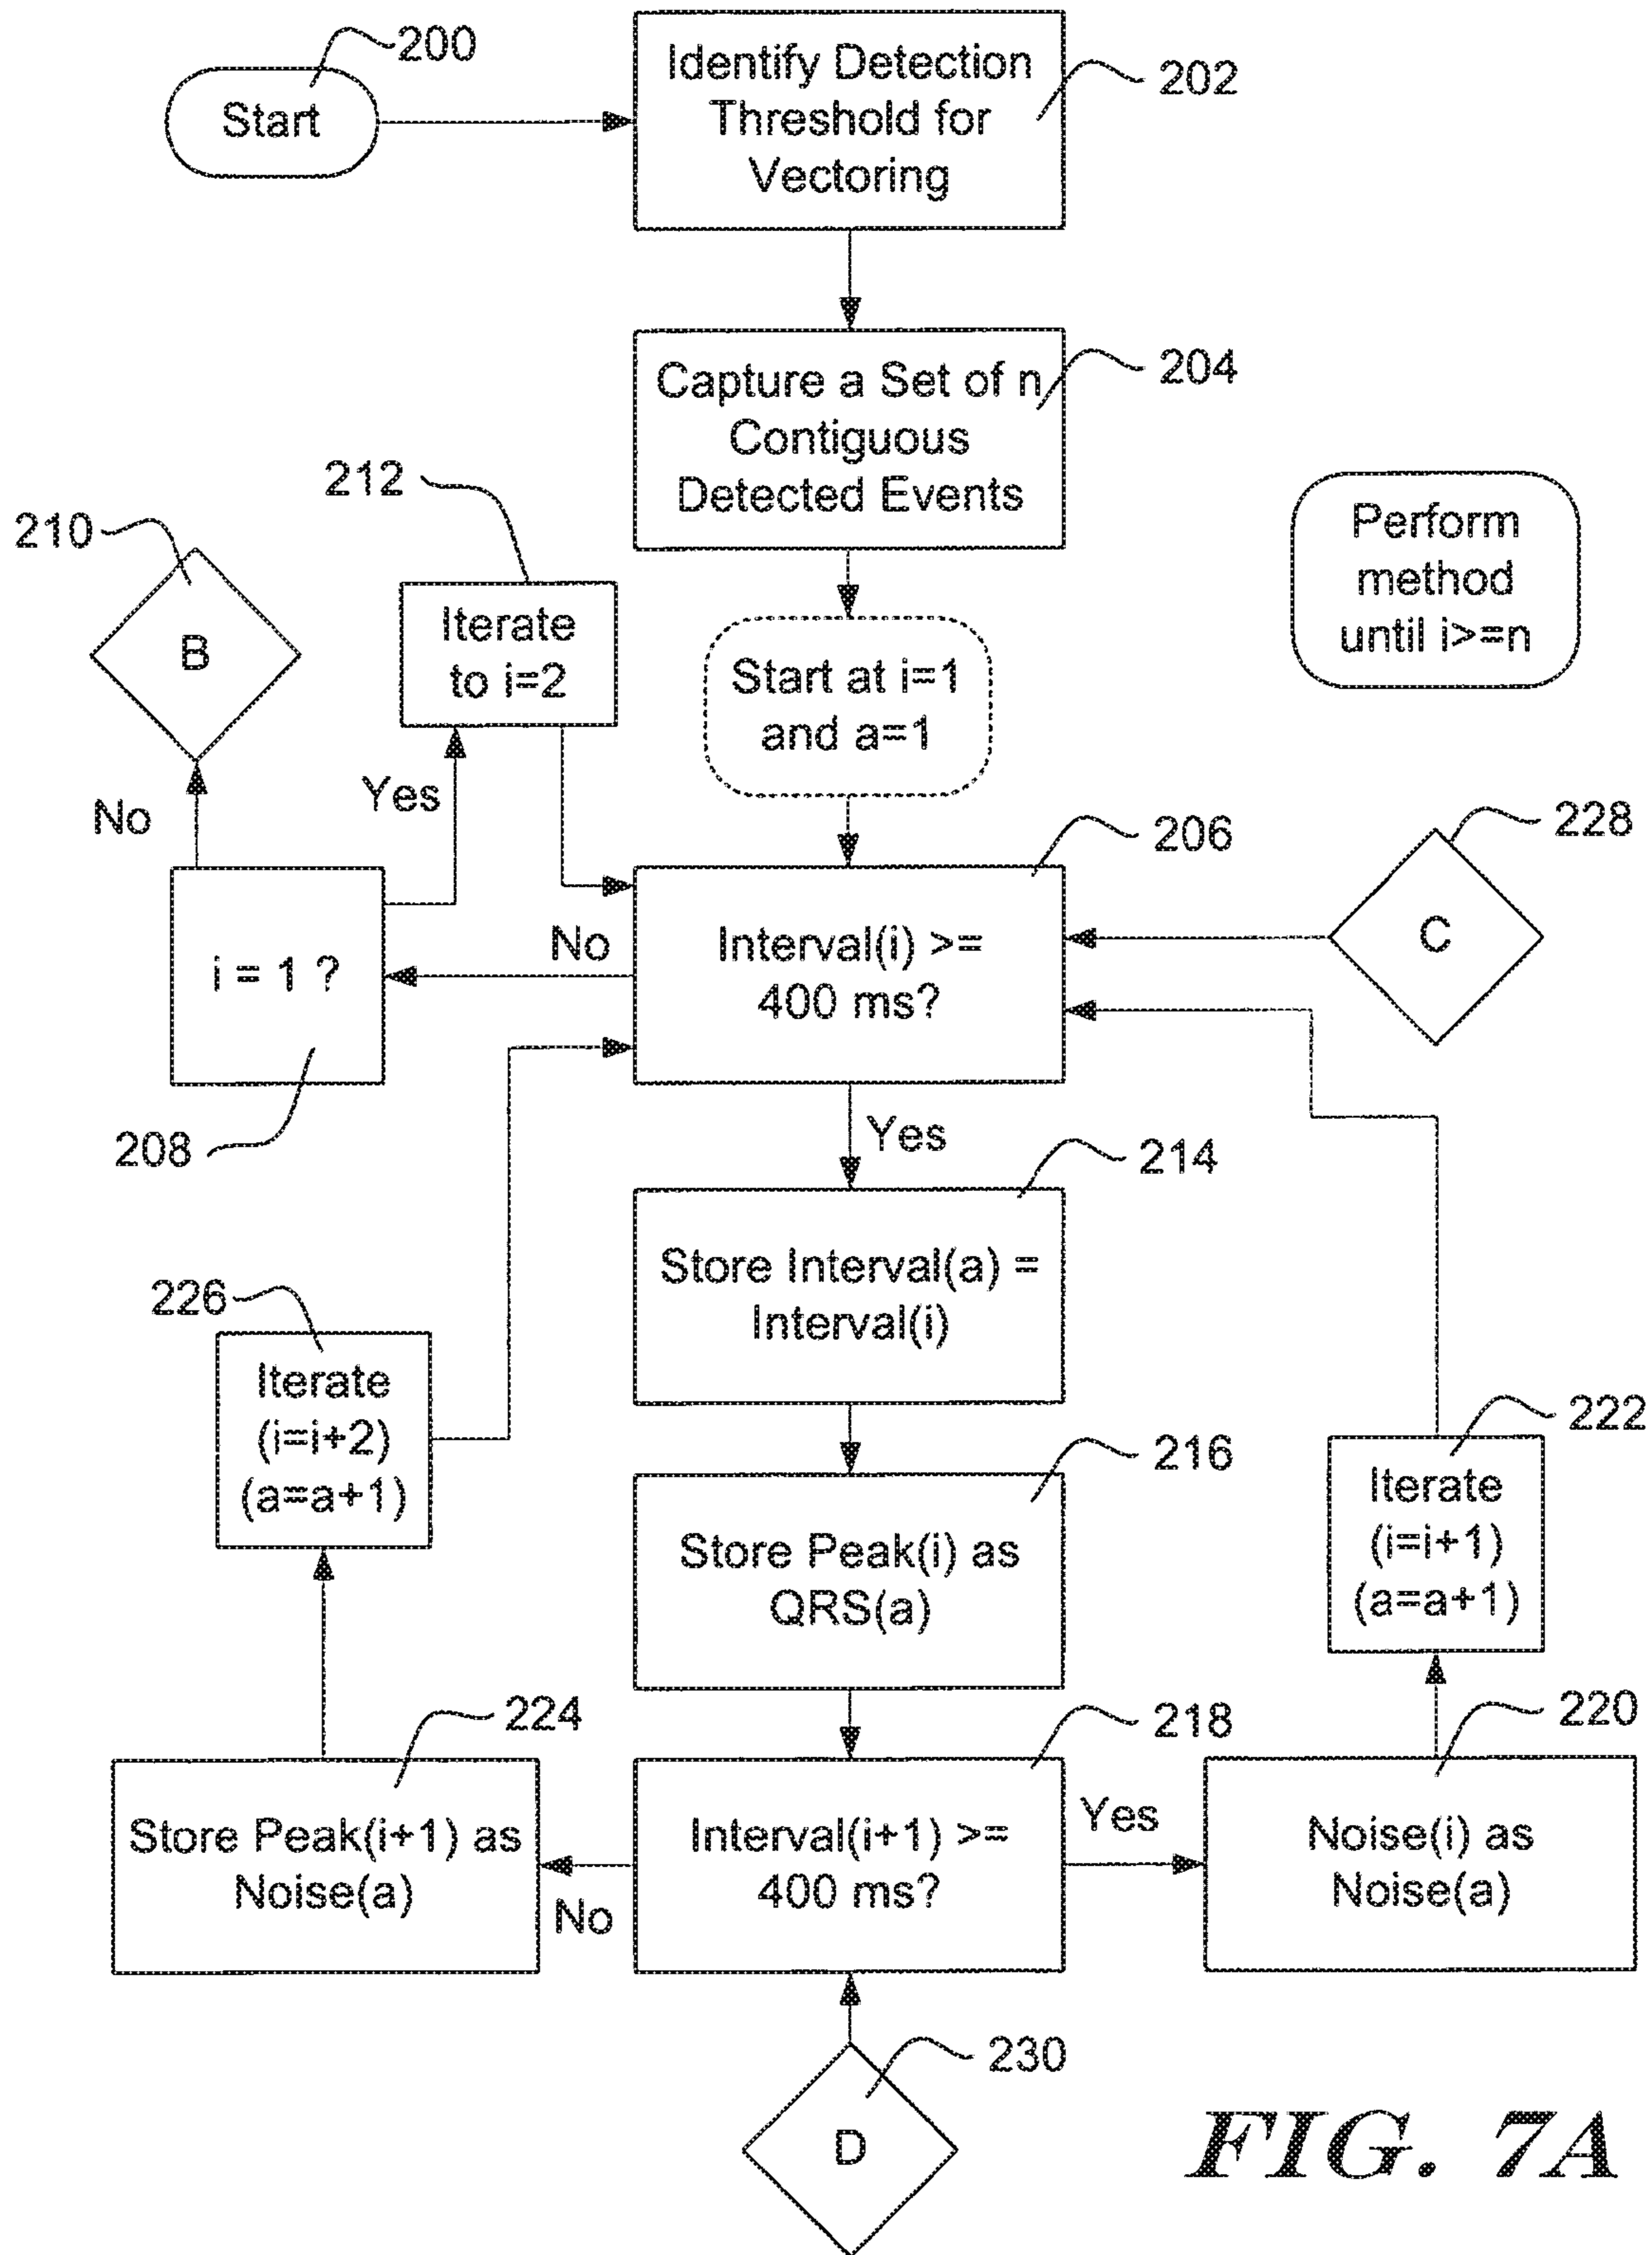 200
Start
Identify Detection
Threshold for
Vectoring
202
Capture a Set of n
Contiguous
Detected Events
204
212
210
B
Iterate
to i=2
Start at i=1
and a=1
Perform
method
until i>=n
No
Yes
206
228
i = 1 ?
No
Interval(i) >=
400 ms?
C
208
Yes
214
Store Interval(a) =
Interval(i)
226
Iterate
(i=i+2)
(a=a+1)
216
Store Peak(i) as
QRS(a)
222
Iterate
(i=i+1)
(a=a+1)
224
Store Peak(i+1) as
Noise(a)
No
218
Interval(i+1) >=
400 ms?
Yes
220
Noise(i) as
Noise(a)
230
D
FIG. 7A